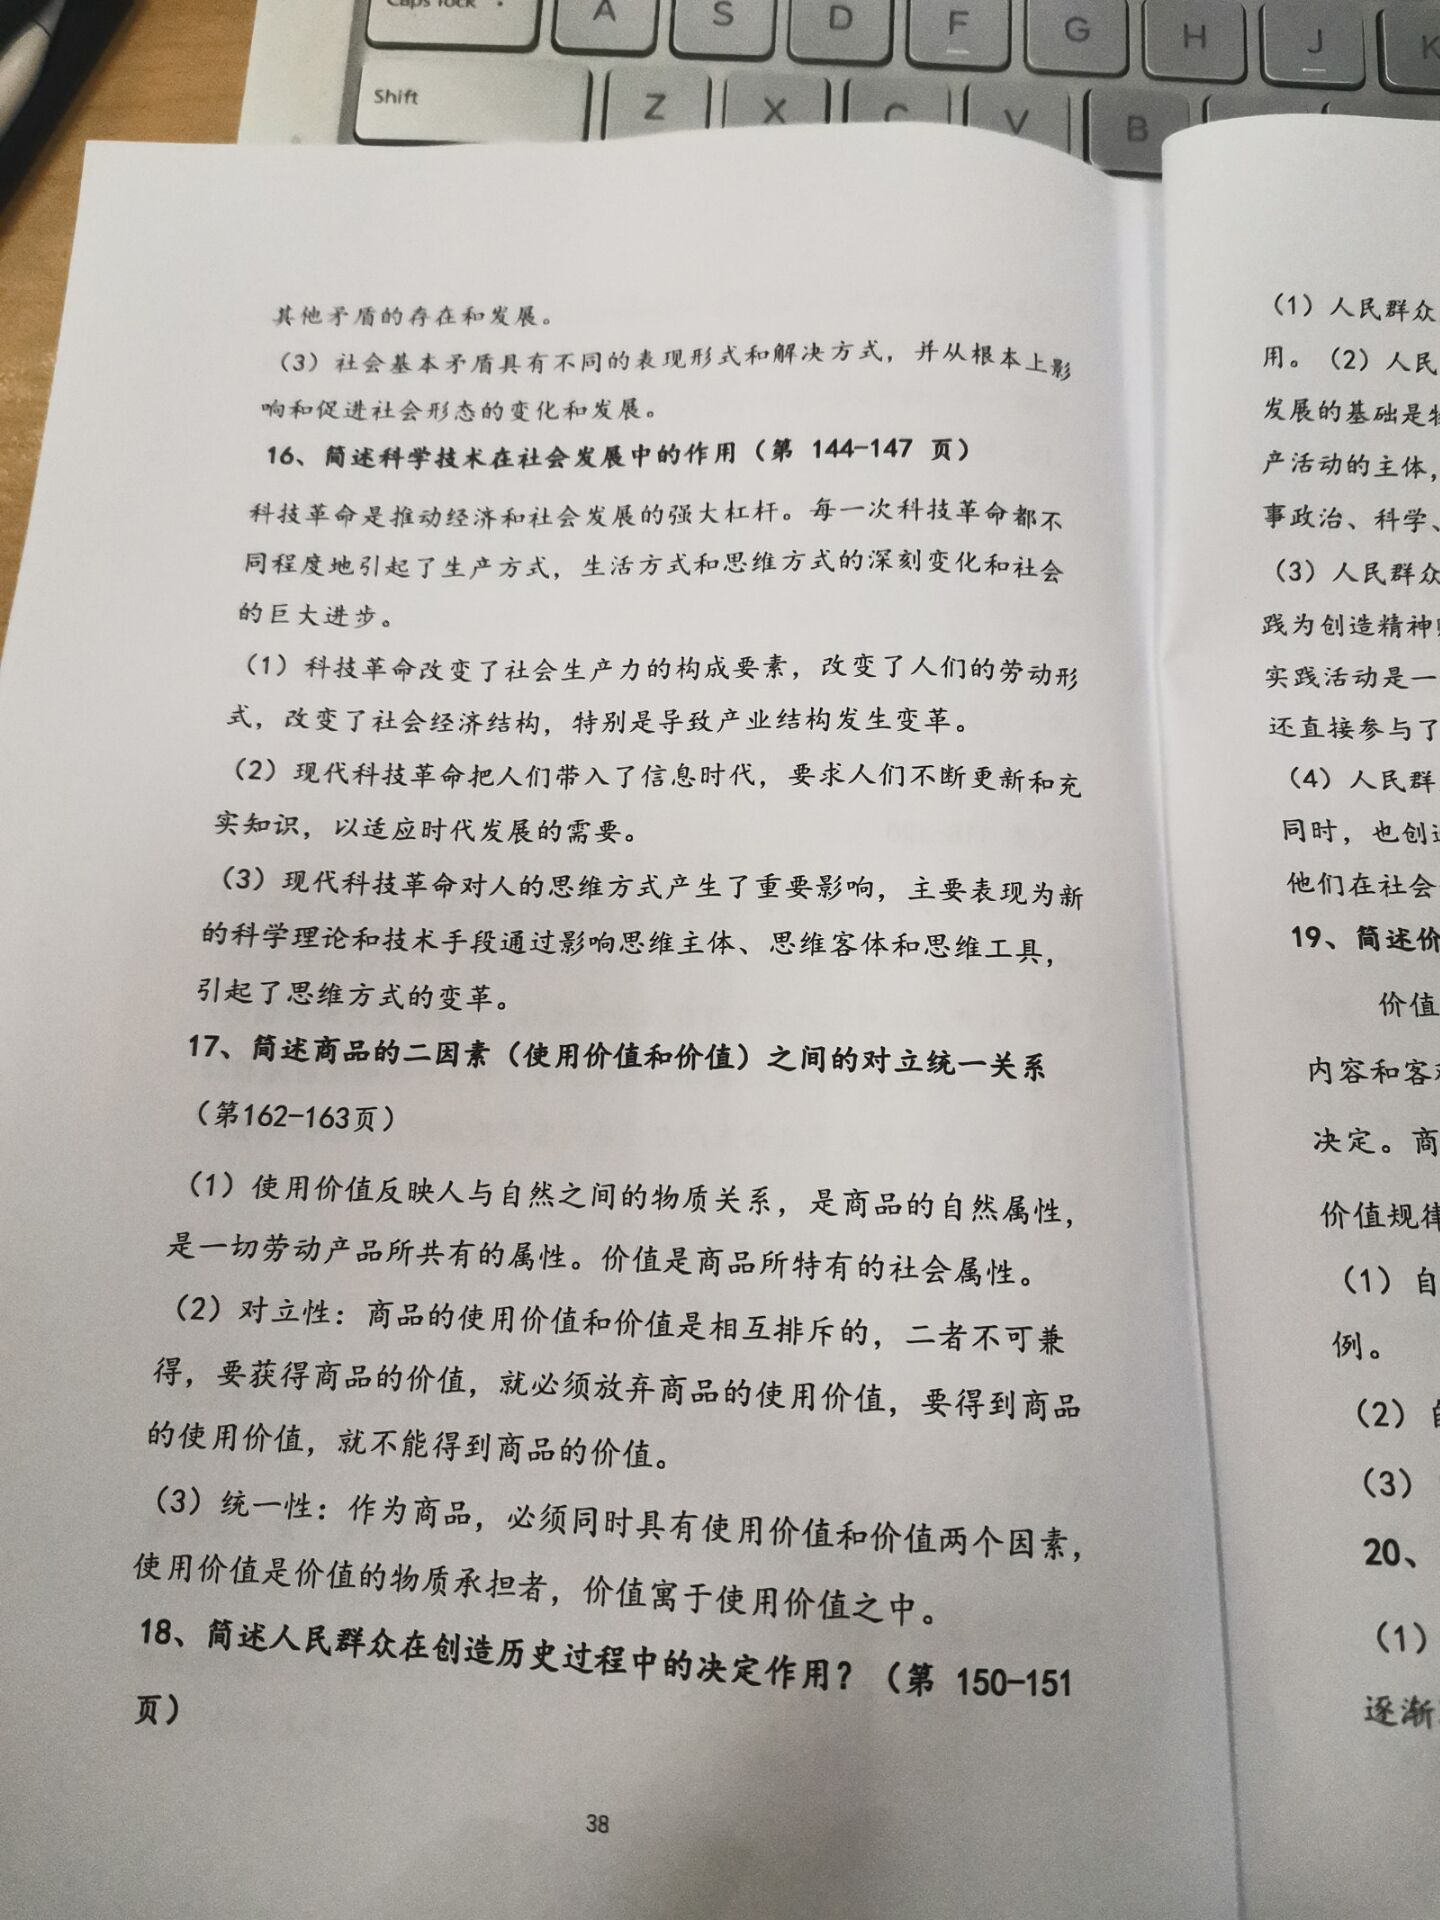 Caps lock
A S D F G H J K
Shift
Z X C V B
其他矛盾的存在和发展。
（3）社会基本矛盾具有不同的表现形式和解决方式，并从根本上影
响和促进社会形态的变化和发展。
16、简述科学技术在社会发展中的作用（第 144-147 页）
科技革命是推动经济和社会发展的强大杠杆。每一次科技革命都不
同程度地引起了生产方式，生活方式和思维方式的深刻变化和社会
的巨大进步。
（1）科技革命改变了社会生产力的构成要素，改变了人们的劳动形
式，改变了社会经济结构，特别是导致产业结构发生变革。
（2）现代科技革命把人们带入了信息时代，要求人们不断更新和充
实知识，以适应时代发展的需要。
（3）现代科技革命对人的思维方式产生了重要影响，主要表现为新
的科学理论和技术手段通过影响思维主体、思维客体和思维工具，
引起了思维方式的变革。
17、简述商品的二因素（使用价值和价值）之间的对立统一关系
（第162-163页）
（1）使用价值反映人与自然之间的物质关系，是商品的自然属性，
是一切劳动产品所共有的属性。价值是商品所特有的社会属性。
（2）对立性：商品的使用价值和价值是相互排斥的，二者不可兼
得，要获得商品的价值，就必须放弃商品的使用价值，要得到商品
的使用价值，就不能得到商品的价值。
（3）统一性：作为商品，必须同时具有使用价值和价值两个因素，
使用价值是价值的物质承担者，价值寓于使用价值之中。
18、简述人民群众在创造历史过程中的决定作用？（第 150-151
页）
38
（1）人民群众
用。（2）人民
发展的基础是
产活动的主体，
事政治、科学、
（3）人民群众
践为创造精神
实践活动是一
还直接参与了
（4）人民群
同时，也创
他们在社会
19、简述价
价值
内容和客
决定。商
价值规律
（1）自
例。
（2）
（3）
20、
（1）
逐渐